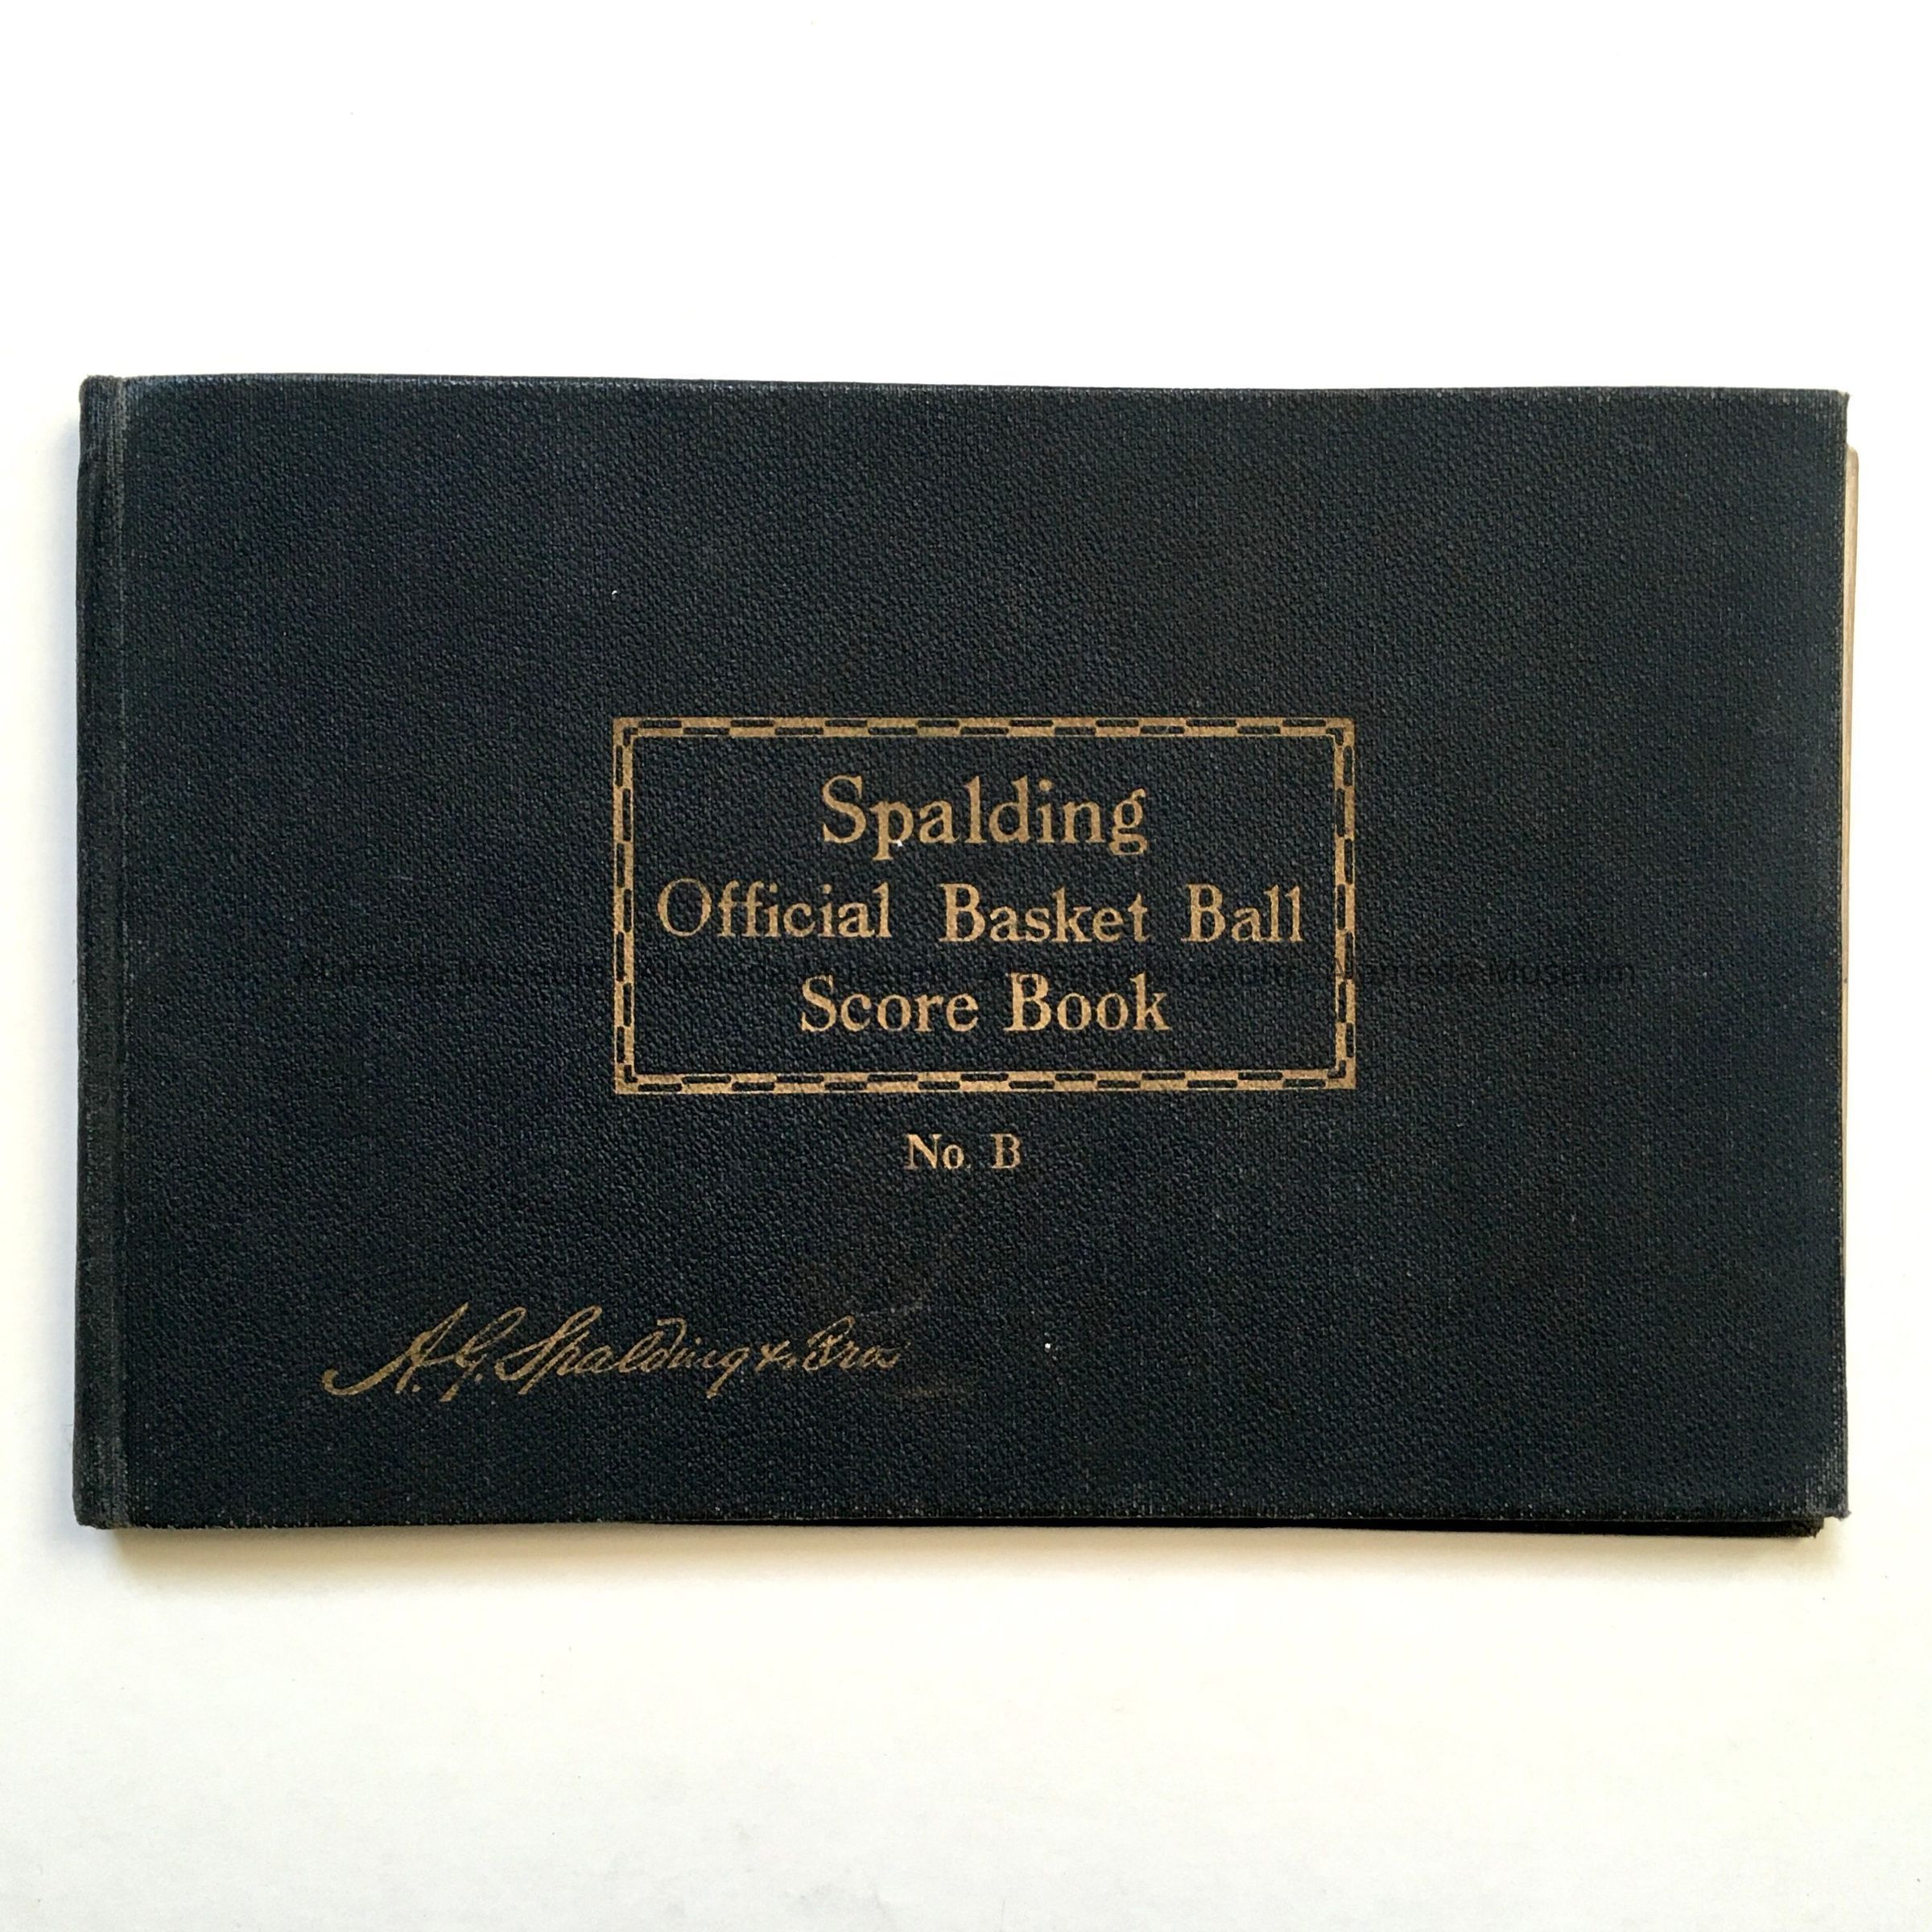 Spalding
Official Basket Ball
Score Book
No. B
A.G. Spalding & Bros